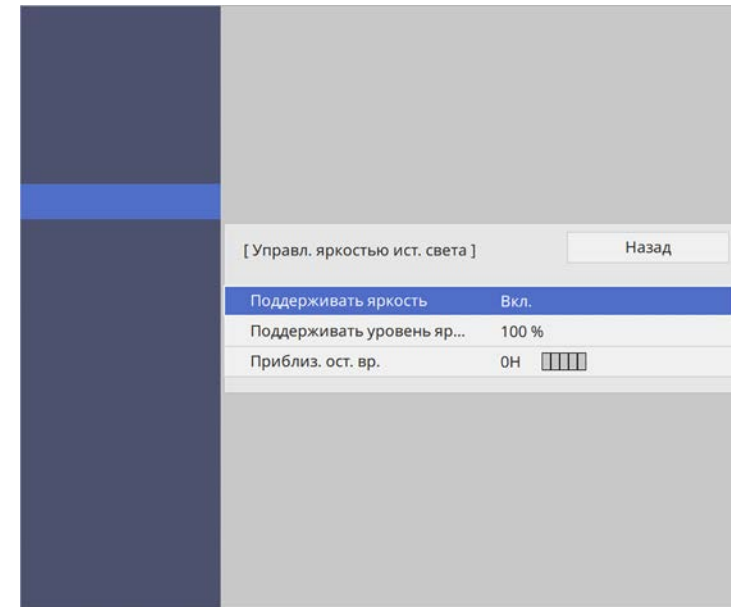 [ Управл. яркостью ист. света ] Назад
Поддерживать яркость Вкл.
Поддерживать уровень яр... 100 %
Приблиз. ост. вр. 0H